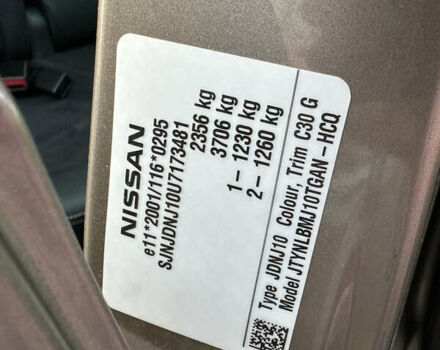 NISSAN
e11*2001/116*0295
SJNJDNJ10U7173481
2356 kg
3706 kg
1– 1230 kg
2– 1260 kg
Type JDNJ10 Colour, Trim C30 G
Model JTYNLBMJ10TGAN–HCQ